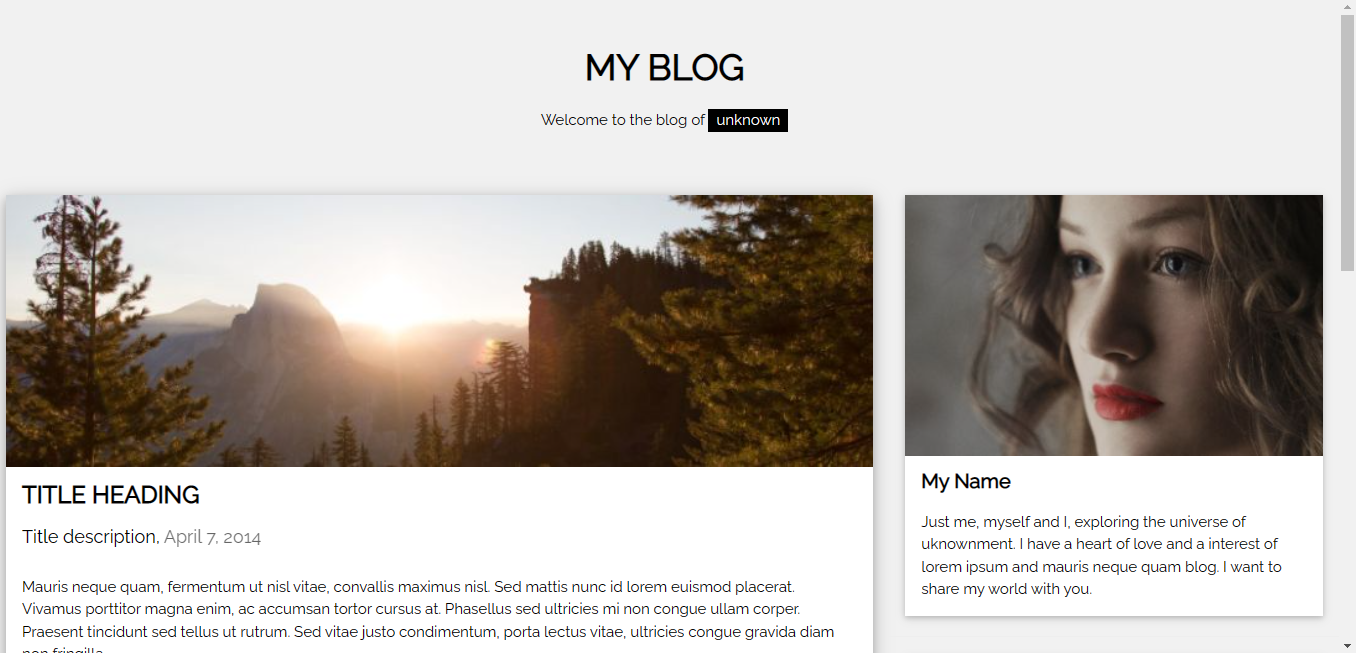 MY BLOG
Welcome to the blog of unknown
TITLE HEADING
Title description, April 7, 2014
Mauris neque quam, fermentum ut nisl vitae, convallis maximus nisl. Sed mattis nunc id lorem euismod placerat.
Vivamus porttitor magna enim, ac accumsan tortor cursus at. Phasellus sed ultricies mi non congue ullam corper.
Praesent tincidunt sed tellus ut rutrum. Sed vitae justo condimentum, porta lectus vitae, ultricies congue gravida diam
non fringilla.
My Name
Just me, myself and I, exploring the universe of
uknownment. I have a heart of love and a interest of
lorem ipsum and mauris neque quam blog. I want to
share my world with you.